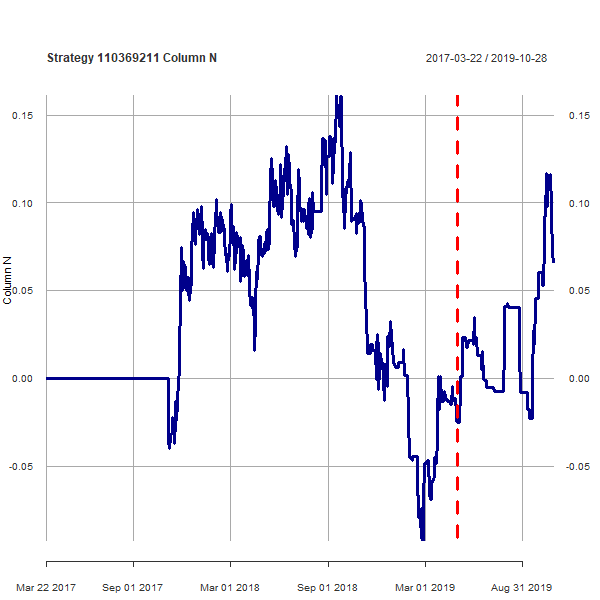 Strategy 110369211 Column N
2017-03-22 / 2019-10-28
0.15
0.15
0.10
0.10
Column N
0.05
0.05
0.00
0.00
-0.05
-0.05
Mar 22 2017
Sep 01 2017
Mar 01 2018
Sep 01 2018
Mar 01 2019
Aug 31 2019